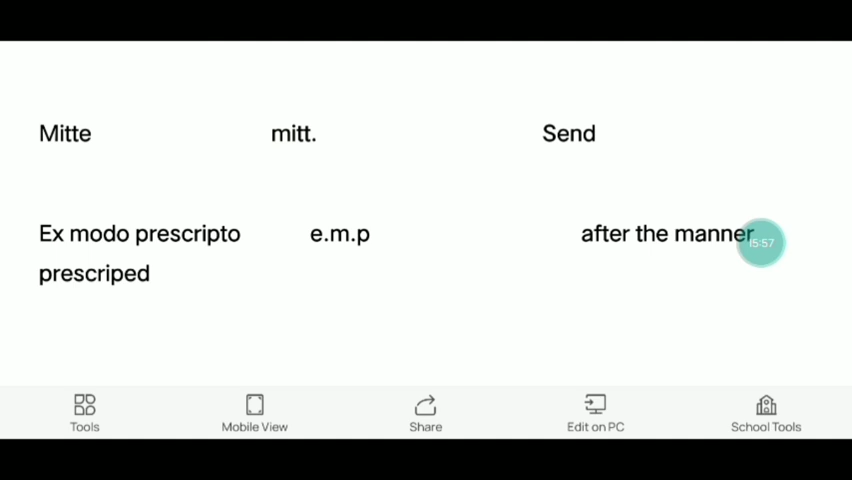 Mitte mitt. Send
Ex modo prescripto e.m.p after the manner
prescriped
15:57
Tools Mobile View Share Edit on PC School Tools